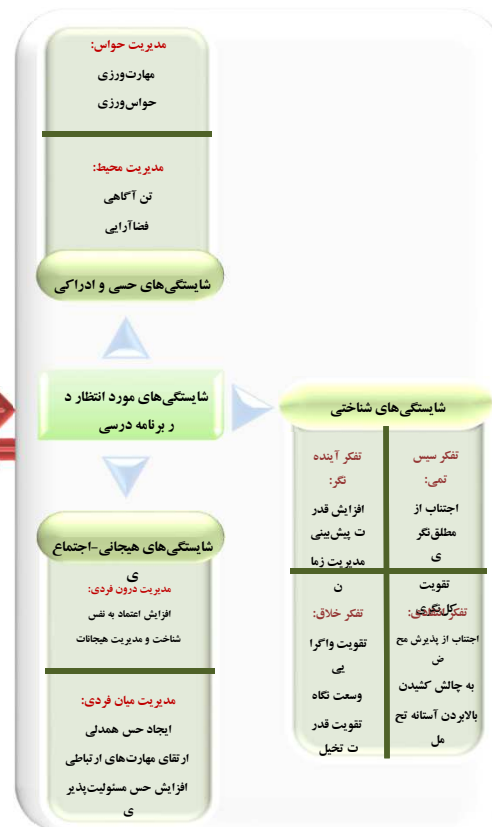 مدیریت حواس:
مهارت‌ورزی
حواس‌ورزی
مدیریت محیط:
تن آگاهی
فضاآرایی
شایستگی‌های حسی و ادراکی
شایستگی‌های مورد انتظار د
ر برنامه درسی
شایستگی‌های شناختی
تفکر سیس
تمی:
اجتناب از
مطلق‌نگر
ی
تقویت
کل‌نگری
تفکر آینده
نگر:
افزایش قدر
ت پیش‌بینی
مدیریت زما
ن
تفکر انتقادی:
اجتناب از پذیرش مح
ض
به چالش کشیدن
بالابردن آستانه تح
مل
تفکر خلاق:
تقویت واگرا
یی
وسعت نگاه
تقویت قدر
ت تخیل
شایستگی‌های هیجانی-اجتماع
ی
مدیریت درون فردی:
افزایش اعتماد به نفس
شناخت و مدیریت هیجانات
مدیریت میان فردی:
ایجاد حس همدلی
ارتقای مهارت‌های ارتباطی
افزایش حس مسئولیت‌پذیر
ی